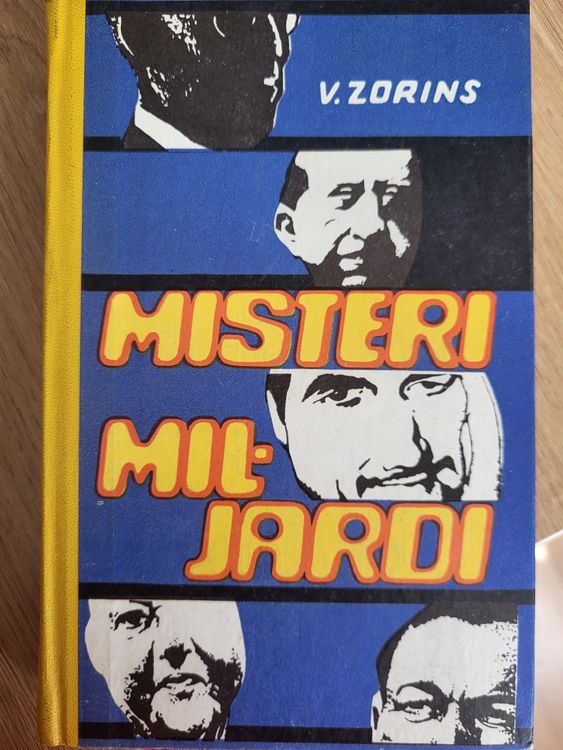 V. ZORINS
MISTERI
MIL-
JARDI